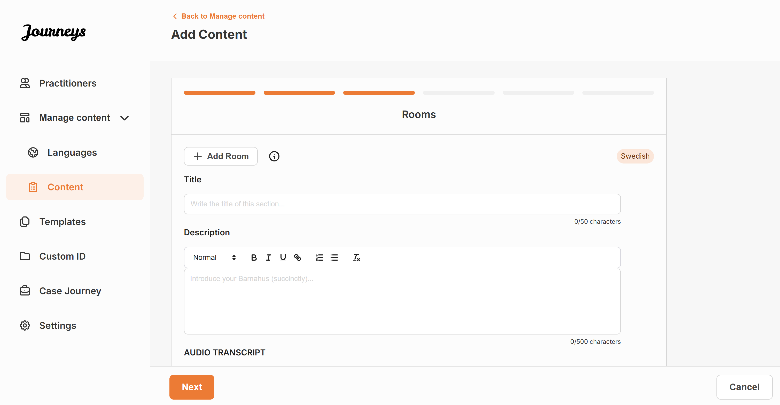 Journeys
Back to Manage content
Add Content
Practitioners
Manage content
Languages
Content
Templates
Custom ID
Case Journey
Settings
Rooms
Add Room
Swedish
Title
Write the title of this section
0/50 characters
Description
Normal
B I U
Introduce your Barnahus (succinctly)...
0/500 characters
AUDIO TRANSCRIPT
Next
Cancel